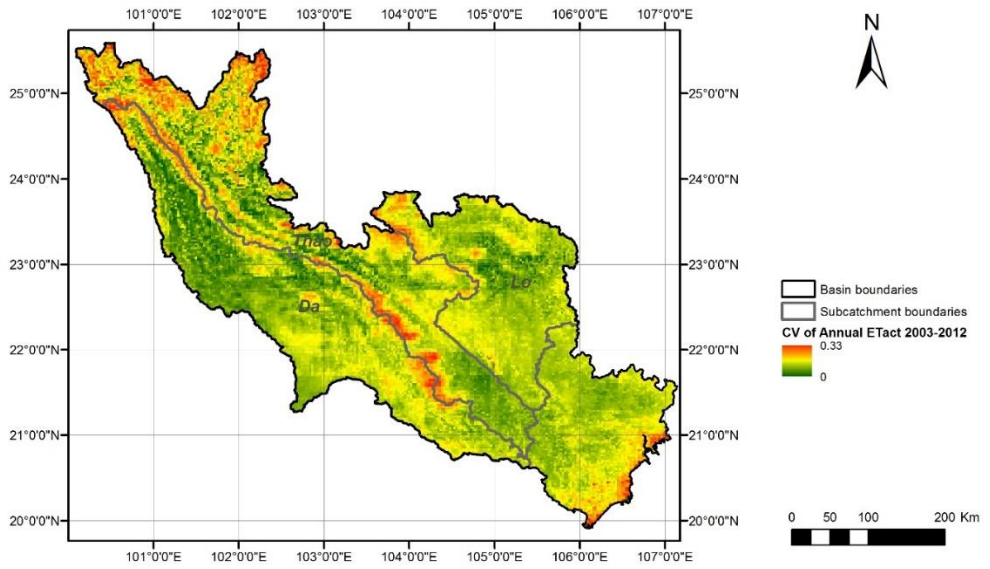 101°0'0"E 102°0'0"E 103°0'0"E 104°0'0"E 105°0'0"E 106°0'0"E 107°0'0"E
N
25°0'0"N 25°0'0"N
24°0'0"N 24°0'0"N
23°0'0"N 23°0'0"N
22°0'0"N 22°0'0"N
21°0'0"N 21°0'0"N
20°0'0"N 20°0'0"N
Thao
Lo
Da
Basin boundaries
Subcatchment boundaries
CV of Annual ETact 2003-2012
0.33
0
0 50 100 200 Km
101°0'0"E 102°0'0"E 103°0'0"E 104°0'0"E 105°0'0"E 106°0'0"E 107°0'0"E